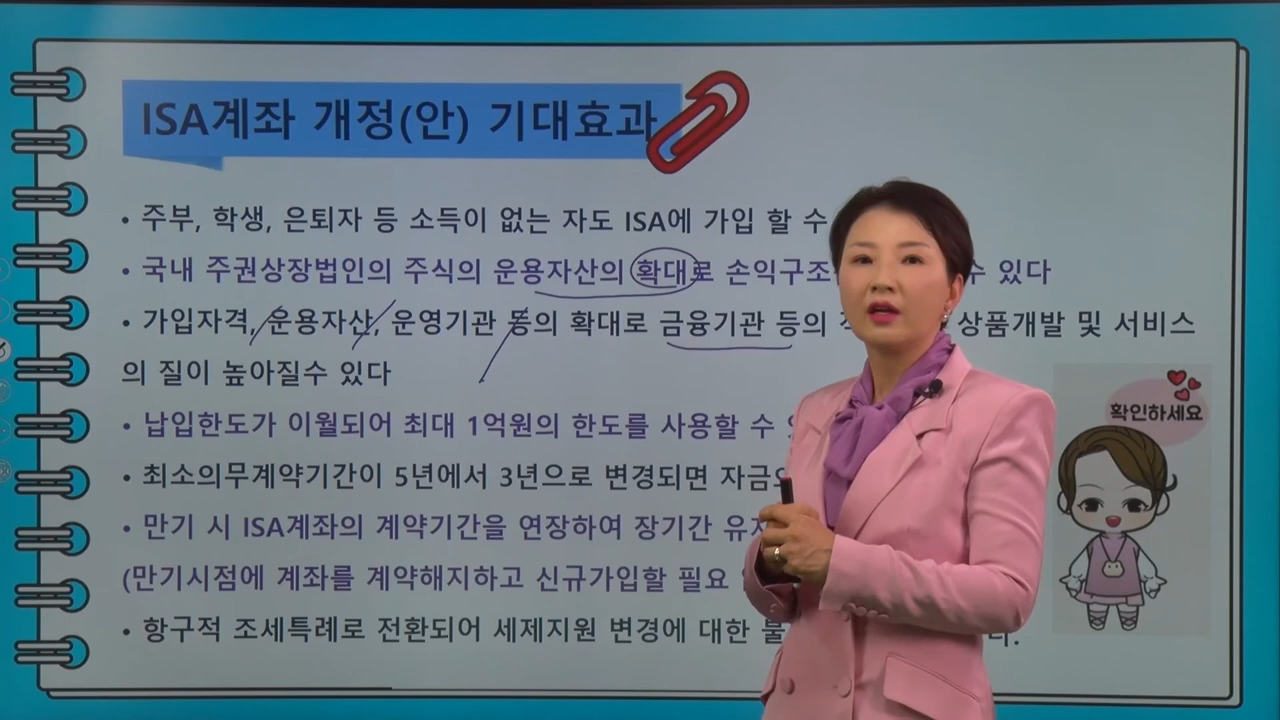 ISA계좌 개정(안) 기대효과
• 주부, 학생, 은퇴자 등 소득이 없는 자도 ISA에 가입 할 수
• 국내 주권상장법인의 주식의 운용자산의 확대로 손익구조 수 있다
• 가입자격, 운용자산, 운영기관 등의 확대로 금융기관 등의 상품개발 및 서비스
의 질이 높아질수 있다
• 납입한도가 이월되어 최대 1억원의 한도를 사용할 수
• 최소의무계약기간이 5년에서 3년으로 변경되면
• 만기 시 ISA계좌의 계약기간을 연장하여 장기간
(만기시점에 계좌를 계약해지하고 신규가입할 필요
• 항구적 조세특례로 전환되어 세제지원 변경에 대한
확인하세요